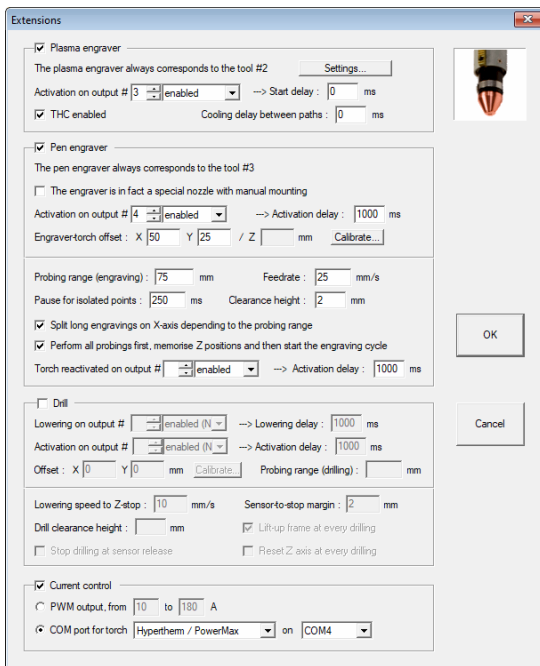 Extensions
Plasma engraver
The plasma engraver always corresponds to the tool #2 Settings...
Activation on output # 3 enabled ---> Start delay : 0 ms
THC enabled Cooling delay between paths : 0 ms
Pen engraver
The pen engraver always corresponds to the tool #3
The engraver is in fact a special nozzle with manual mounting
Activation on output # 4 enabled ---> Activation delay : 1000 ms
Engraver-torch offset : X 50 Y 25 / Z mm Calibrate...
Probing range (engraving) : 75 mm Feedrate : 25 mm/s
Pause for isolated points : 250 ms Clearance height : 2 mm
Split long engravings on X-axis depending to the probing range
Perform all probings first, memorise Z positions and then start the engraving cycle
Torch reactivated on output # enabled ---> Activation delay : 1000 ms
OK
Drill
Lowering on output # enabled (N ---> Lowering delay : 1000 ms
Cancel
Activation on output # enabled (N ---> Activation delay : 1000 ms
Offset : X 0 Y 0 mm Calibrate... Probing range (drilling) : mm
Lowering speed to Z-stop : 10 mm/s Sensor-to-stop margin : 2 mm
Drill clearance height : mm Lift-up frame at every drilling
Stop drilling at sensor release Reset Z axis at every drilling
Current control
PWM output, from 10 to 180 A
COM port for torch Hypertherm / PowerMax on COM4